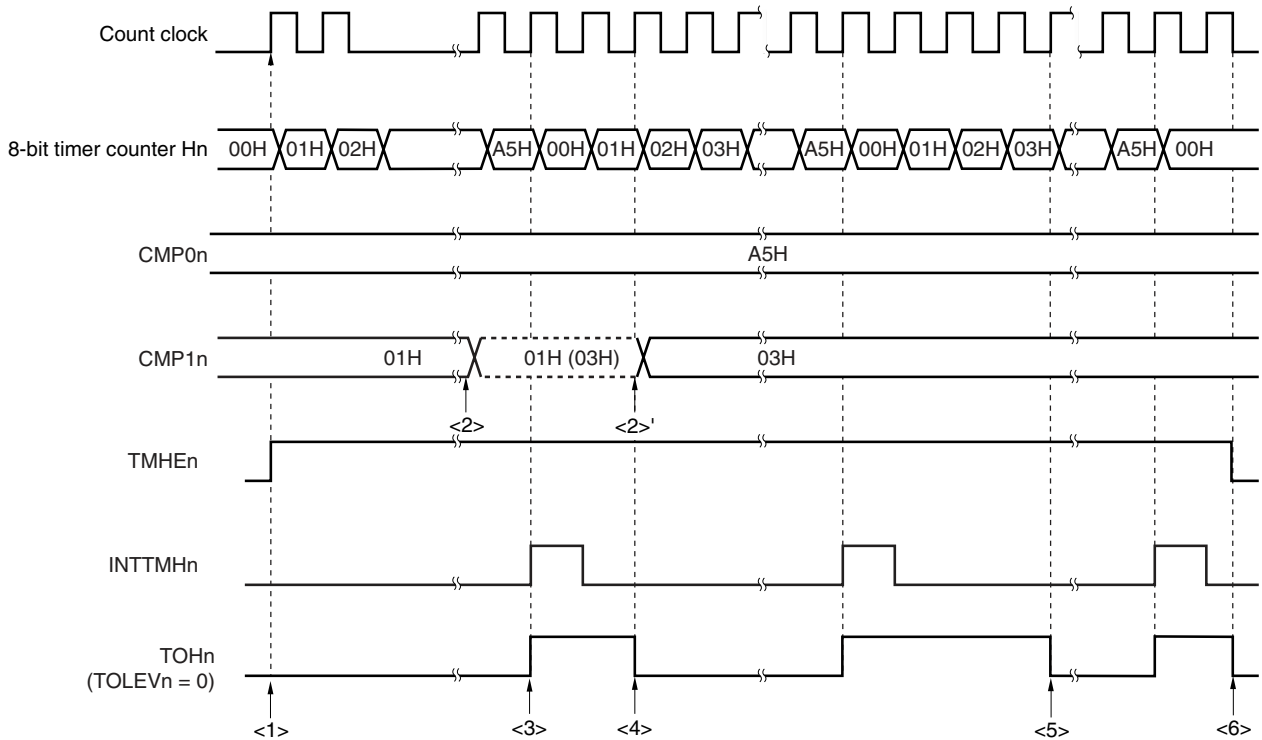 Count clock
8-bit timer counter Hn
00H 01H 02H A5H 00H 01H 02H 03H A5H 00H 01H 02H 03H A5H 00H
CMP0n
A5H
CMP1n
01H 01H (03H) 03H
<2> <2>'
TMHEn
INTTMHn
TOHn
(TOLEVn = 0)
<1> <3> <4> <5> <6>